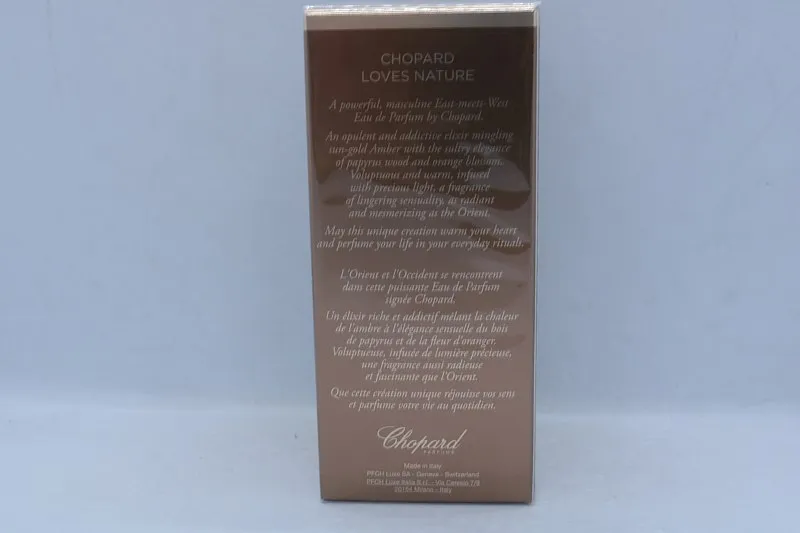 CHOPARD
LOVES NATURE
A powerful, masculine East-meets-West
Eau de Parfum by Chopard.
An opulent and addictive elixir mingling
sun-gold Amber with the sultry elegance
of papyrus wood and orange blossom.
Voluptuous and warm, infused
with precious light, a fragrance
of lingering sensuality, as radiant
and mesmerizing as the Orient.
May this unique creation warm your heart
and perfume your life in your everyday rituals.
L'Orient et l'Occident se rencontrent
dans cette puissante Eau de Parfum
signée Chopard.
Un élixir riche et addictif mêlant la chaleur
de l'ambre à l'élégance sensuelle du bois
de papyrus et de la fleur d'oranger.
Voluptueuse, infusée de lumière précieuse,
une fragrance aussi radieuse
et fascinante que l'Orient.
Que cette création unique réjouisse vos sens
et parfume votre vie au quotidien.
Chopard
PARFUMS
Made in Italy
PFCH Luxe SA - Geneva - Switzerland
PFCH Luxe Italia S.r.l. - Via Canova 7/8
20154 Milano - Italy